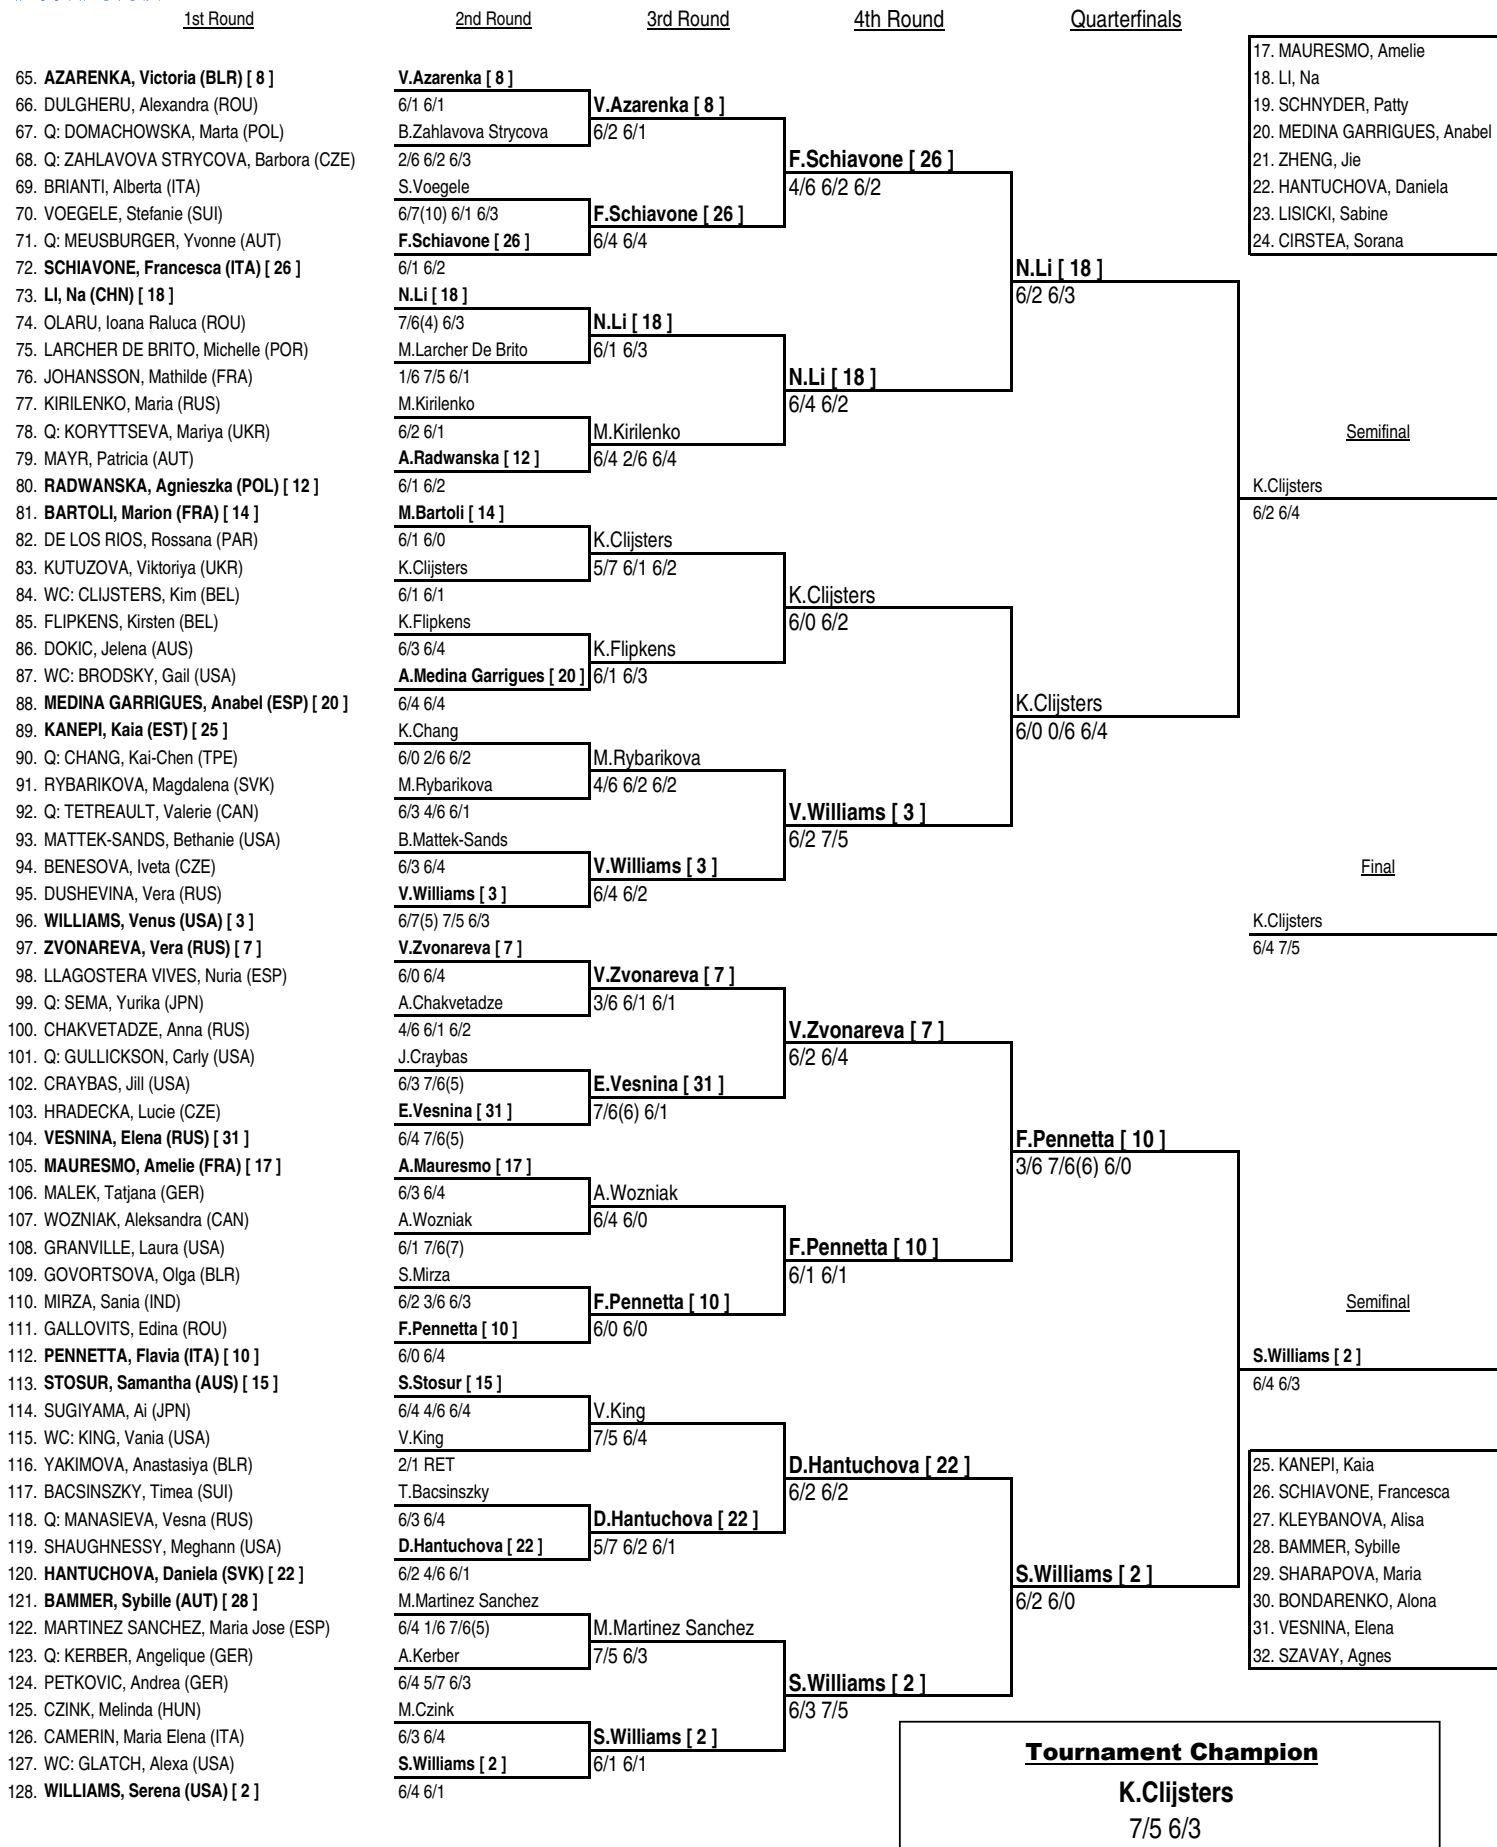 1st Round
2nd Round
3rd Round
4th Round
Quarterfinals
65. AZARENKA, Victoria (BLR) [ 8 ]
66. DULGHERU, Alexandra (ROU)
67. Q: DOMACHOWSKA, Marta (POL)
68. Q: ZAHLAVOVA STRYCOVA, Barbora (CZE)
69. BRIANTI, Alberta (ITA)
70. VOEGELE, Stefanie (SUI)
71. Q: MEUSBURGER, Yvonne (AUT)
72. SCHIAVONE, Francesca (ITA) [ 26 ]
73. LI, Na (CHN) [ 18 ]
74. OLARU, Ioana Raluca (ROU)
75. LARCHER DE BRITO, Michelle (POR)
76. JOHANSSON, Mathilde (FRA)
77. KIRILENKO, Maria (RUS)
78. Q: KORYTTSEVA, Mariya (UKR)
79. MAYR, Patricia (AUT)
80. RADWANSKA, Agnieszka (POL) [ 12 ]
81. BARTOLI, Marion (FRA) [ 14 ]
82. DE LOS RIOS, Rossana (PAR)
83. KUTUZOVA, Viktoriya (UKR)
84. WC: CLIJSTERS, Kim (BEL)
85. FLIPKENS, Kirsten (BEL)
86. DOKIC, Jelena (AUS)
87. WC: BRODSKY, Gail (USA)
88. MEDINA GARRIGUES, Anabel (ESP) [ 20 ]
89. KANEPI, Kaia (EST) [ 25 ]
90. Q: CHANG, Kai-Chen (TPE)
91. RYBARIKOVA, Magdalena (SVK)
92. Q: TETREAULT, Valerie (CAN)
93. MATTEK-SANDS, Bethanie (USA)
94. BENESOVA, Iveta (CZE)
95. DUSHEVINA, Vera (RUS)
96. WILLIAMS, Venus (USA) [ 3 ]
97. ZVONAREVA, Vera (RUS) [ 7 ]
98. LLAGOSTERA VIVES, Nuria (ESP)
99. Q: SEMA, Yurika (JPN)
100. CHAKVETADZE, Anna (RUS)
101. Q: GULLICKSON, Carly (USA)
102. CRAYBAS, Jill (USA)
103. HRADECKA, Lucie (CZE)
104. VESNINA, Elena (RUS) [ 31 ]
105. MAURESMO, Amelie (FRA) [ 17 ]
106. MALEK, Tatjana (GER)
107. WOZNIAK, Aleksandra (CAN)
108. GRANVILLE, Laura (USA)
109. GOVORTSOVA, Olga (BLR)
110. MIRZA, Sania (IND)
111. GALLOVITS, Edina (ROU)
112. PENNETTA, Flavia (ITA) [ 10 ]
113. STOSUR, Samantha (AUS) [ 15 ]
114. SUGIYAMA, Ai (JPN)
115. WC: KING, Vania (USA)
116. YAKIMOVA, Anastasiya (BLR)
117. BACSINSZKY, Timea (SUI)
118. Q: MANASIEVA, Vesna (RUS)
119. SHAUGHNESSY, Meghann (USA)
120. HANTUCHOVA, Daniela (SVK) [ 22 ]
121. BAMMER, Sybille (AUT) [ 28 ]
122. MARTINEZ SANCHEZ, Maria Jose (ESP)
123. Q: KERBER, Angelique (GER)
124. PETKOVIC, Andrea (GER)
125. CZINK, Melinda (HUN)
126. CAMERIN, Maria Elena (ITA)
127. WC: GLATCH, Alexa (USA)
128. WILLIAMS, Serena (USA) [ 2 ]
V.Azarenka [ 8 ]
6/1 6/1
B.Zahlavova Strycova
2/6 6/2 6/3
S.Voegele
6/7(10) 6/1 6/3
F.Schiavone [ 26 ]
6/1 6/2
N.Li [ 18 ]
7/6(4) 6/3
M.Larcher De Brito
1/6 7/5 6/1
M.Kirilenko
6/2 6/1
A.Radwanska [ 12 ]
6/1 6/2
M.Bartoli [ 14 ]
6/1 6/0
K.Clijsters
6/1 6/1
K.Flipkens
6/3 6/4
A.Medina Garrigues [ 20 ]
6/4 6/4
K.Chang
6/0 2/6 6/2
M.Rybarikova
6/3 4/6 6/1
B.Mattek-Sands
6/3 6/4
V.Williams [ 3 ]
6/7(5) 7/5 6/3
V.Zvonareva [ 7 ]
6/0 6/4
A.Chakvetadze
4/6 6/1 6/2
J.Craybas
6/3 7/6(5)
E.Vesnina [ 31 ]
6/4 7/6(5)
A.Mauresmo [ 17 ]
6/3 6/4
A.Wozniak
6/1 7/6(7)
S.Mirza
6/2 3/6 6/3
F.Pennetta [ 10 ]
6/0 6/4
S.Stosur [ 15 ]
6/4 4/6 6/4
V.King
2/1 RET
T.Bacsinszky
6/3 6/4
D.Hantuchova [ 22 ]
6/2 4/6 6/1
M.Martinez Sanchez
6/4 1/6 7/6(5)
A.Kerber
6/4 5/7 6/3
M.Czink
6/3 6/4
S.Williams [ 2 ]
6/4 6/1
V.Azarenka [ 8 ]
6/2 6/1
F.Schiavone [ 26 ]
6/4 6/4
N.Li [ 18 ]
6/1 6/3
M.Kirilenko
6/4 2/6 6/4
K.Clijsters
5/7 6/1 6/2
K.Flipkens
6/1 6/3
M.Rybarikova
4/6 6/2 6/2
V.Williams [ 3 ]
6/4 6/2
V.Zvonareva [ 7 ]
3/6 6/1 6/1
E.Vesnina [ 31 ]
7/6(6) 6/1
A.Wozniak
6/4 6/0
F.Pennetta [ 10 ]
6/0 6/0
V.King
7/5 6/4
D.Hantuchova [ 22 ]
5/7 6/2 6/1
M.Martinez Sanchez
7/5 6/3
S.Williams [ 2 ]
6/1 6/1
F.Schiavone [ 26 ]
4/6 6/2 6/2
N.Li [ 18 ]
6/4 6/2
K.Clijsters
6/0 6/2
V.Williams [ 3 ]
6/2 7/5
V.Zvonareva [ 7 ]
6/2 6/4
F.Pennetta [ 10 ]
6/1 6/1
D.Hantuchova [ 22 ]
6/2 6/2
S.Williams [ 2 ]
6/3 7/5
N.Li [ 18 ]
6/2 6/3
K.Clijsters
6/0 0/6 6/4
F.Pennetta [ 10 ]
3/6 7/6(6) 6/0
S.Williams [ 2 ]
6/2 6/0
17. MAURESMO, Amelie
18. LI, Na
19. SCHNYDER, Patty
20. MEDINA GARRIGUES, Anabel
21. ZHENG, Jie
22. HANTUCHOVA, Daniela
23. LISICKI, Sabine
24. CIRSTEA, Sorana
Semifinal
K.Clijsters
6/2 6/4
Final
K.Clijsters
6/4 7/5
Semifinal
S.Williams [ 2 ]
6/4 6/3
25. KANEPI, Kaia
26. SCHIAVONE, Francesca
27. KLEYBANOVA, Alisa
28. BAMMER, Sybille
29. SHARAPOVA, Maria
30. BONDARENKO, Alona
31. VESNINA, Elena
32. SZAVAY, Agnes
Tournament Champion
K.Clijsters
7/5 6/3